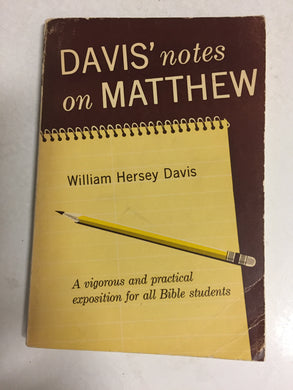 DAVIS' notes
on MATTHEW
William Hersey Davis
A vigorous and practical
exposition for all Bible students